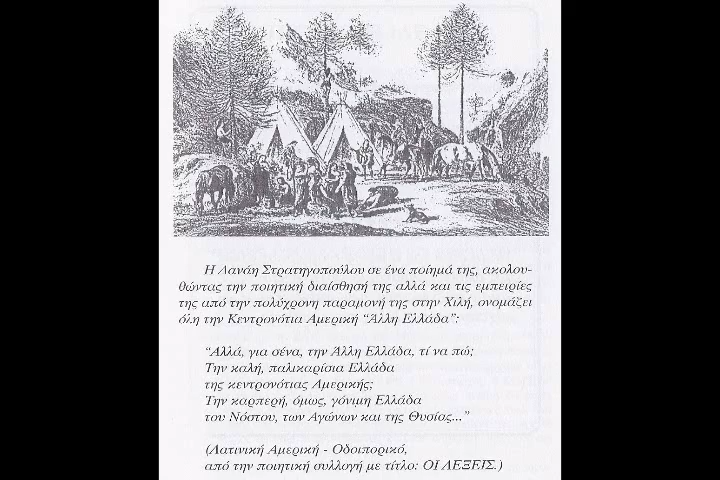 Η Λανάη Στρατηγοπούλου σε ένα ποίημά της, ακολου-
θώντας την ποιητική διαίσθησή της αλλά και τις εμπειρίες
της από την πολύχρονη παραμονή της στην Χιλή, ονομάζει
όλη την Κεντρονότια Αμερική “Άλλη Ελλάδα”:
“Αλλά, για σένα, την Άλλη Ελλάδα, τί να πώ;
Την καλή, παλικαρίσια Ελλάδα
της κεντρονότιας Αμερικής;
Την καρπερή, όμως, γόνιμη Ελλάδα
του Νόστου, των Αγώνων και της Θυσίας...”
(Λατινική Αμερική - Οδοιπορικό,
από την ποιητική συλλογή με τίτλο: ΟΙ ΛΕΞΕΙΣ.)